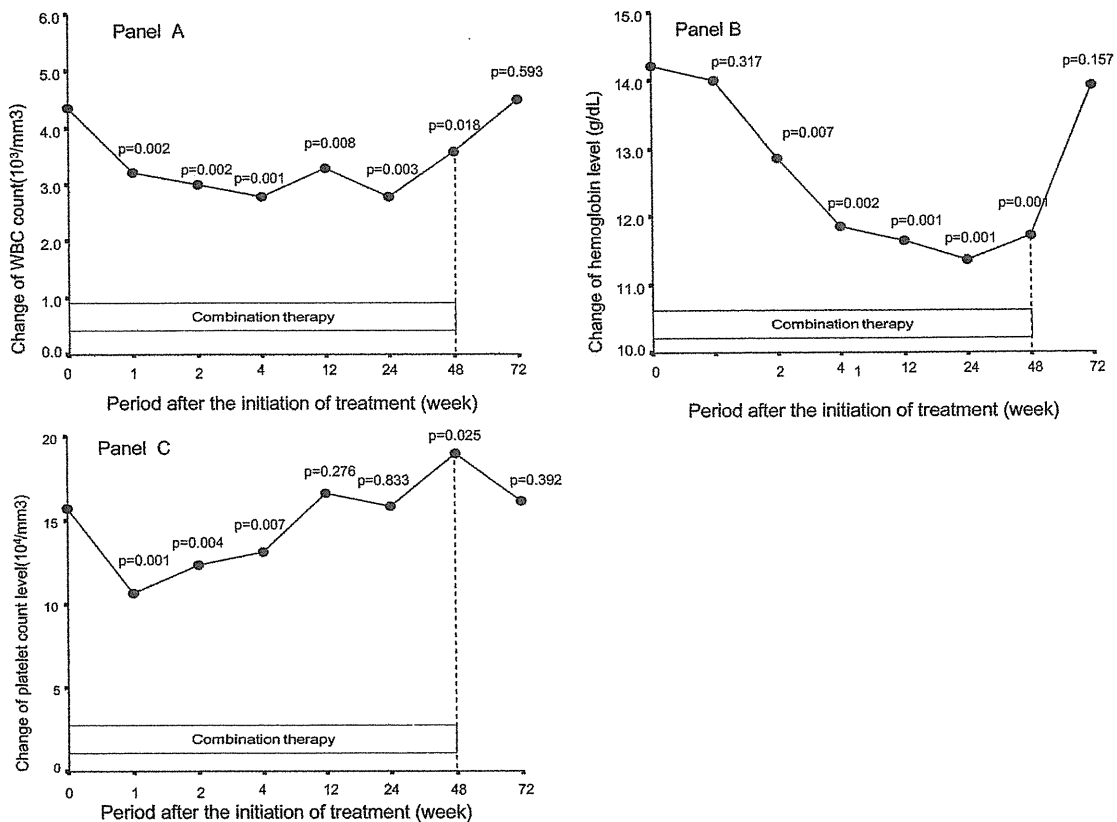 Panel A
Change of WBC count(10³/mm3)
6.0
5.0
4.0
3.0
2.0
1.0
0.0
p=0.002
p=0.002
p=0.001
p=0.008
p=0.003
p=0.018
p=0.593
Combination therapy
0 1 2 4 12 24 48 72
Period after the initiation of treatment (week)
Panel B
Change of hemoglobin level (g/dL)
15.0
14.0
13.0
12.0
11.0
10.0
p=0.317
p=0.007
p=0.002
p=0.001
p=0.001
p=0.001
p=0.157
Combination therapy
0 2 4 1 12 24 48 72
Period after the initiation of treatment (week)
Panel C
Change of platelet count level(10⁴/mm3)
20
15
10
5
0
p=0.001
p=0.004
p=0.007
p=0.276
p=0.833
p=0.025
p=0.392
Combination therapy
0 1 2 4 12 24 48 72
Period after the initiation of treatment (week)